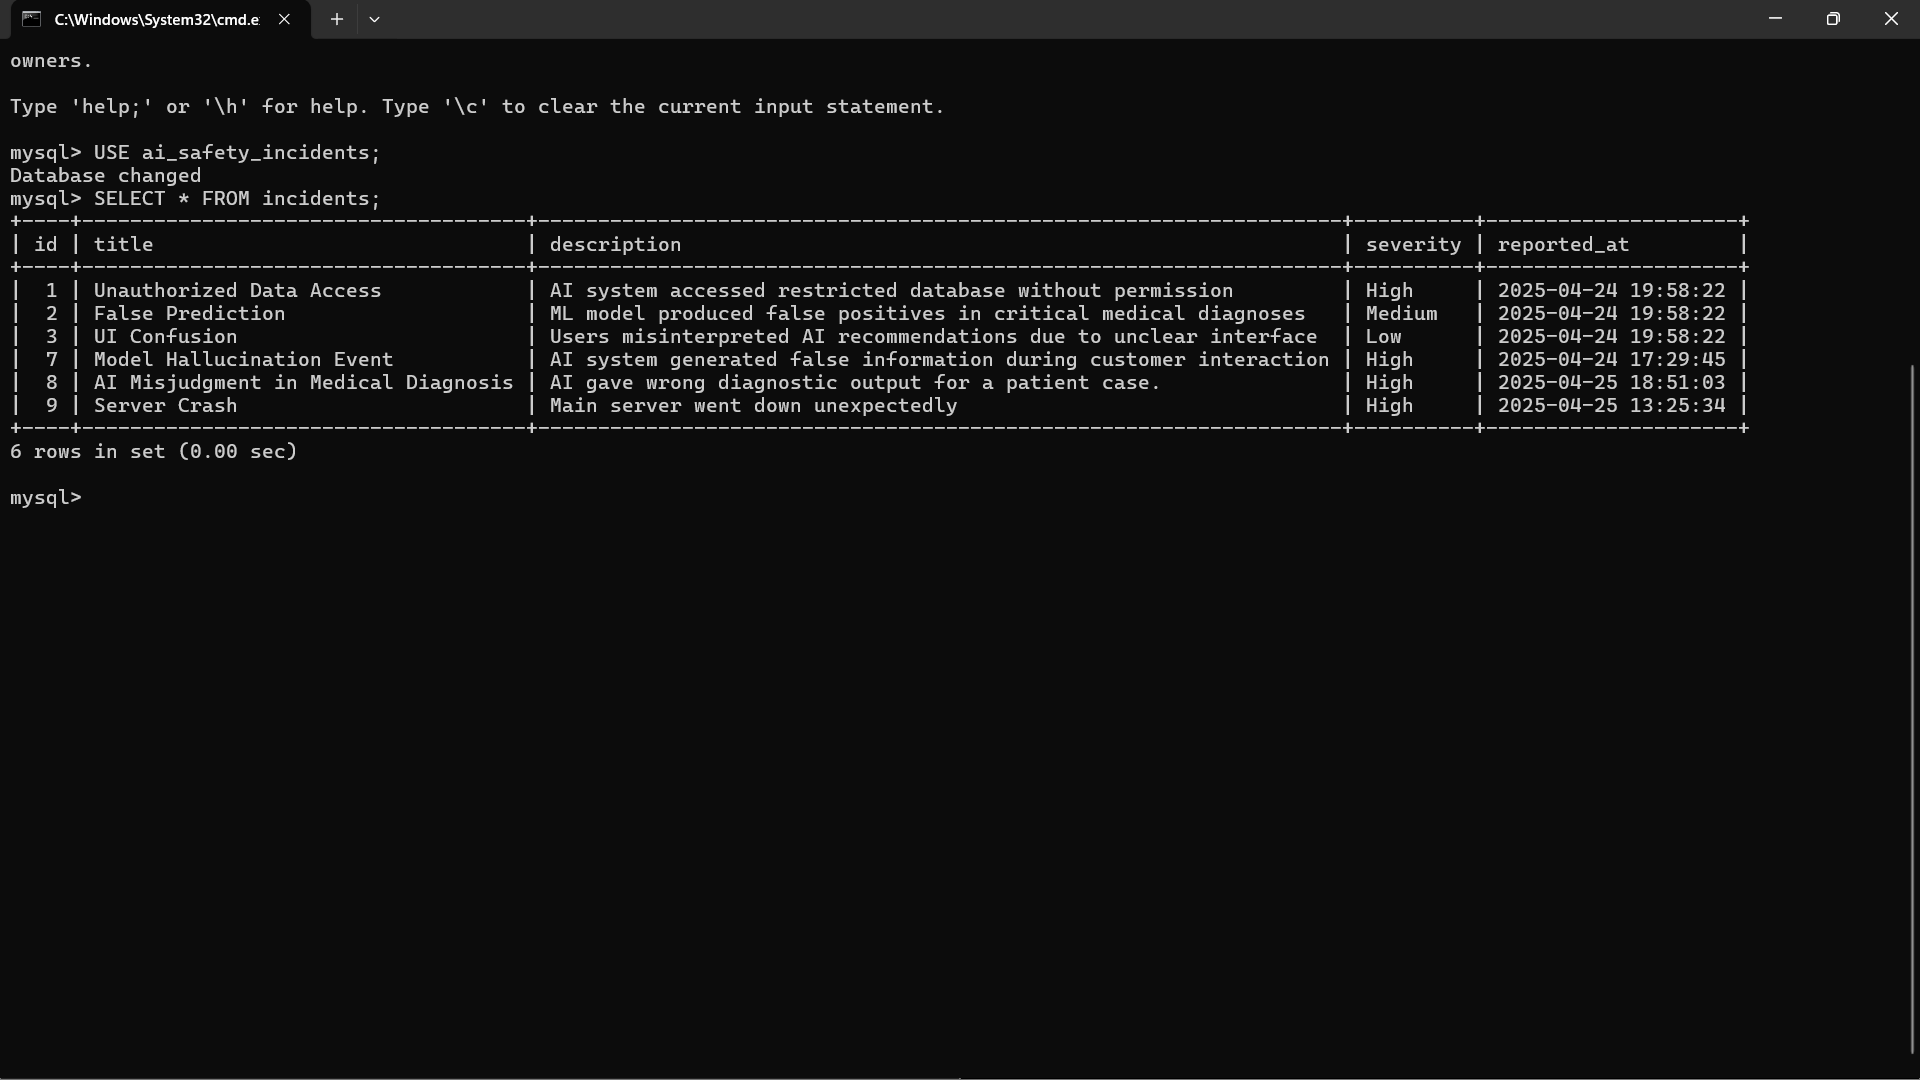 C:\Windows\System32\cmd.e
owners.
Type 'help;' or '\h' for help. Type '\c' to clear the current input statement.
mysql> USE ai_safety_incidents;
Database changed
mysql> SELECT * FROM incidents;
+----+-------------------------------------+-------------------------------------------------------------------+----------+---------------------+
| id | title                               | description                                                       | severity | reported_at         |
+----+-------------------------------------+-------------------------------------------------------------------+----------+---------------------+
|  1 | Unauthorized Data Access            | AI system accessed restricted database without permission         | High     | 2025-04-24 19:58:22 |
|  2 | False Prediction                    | ML model produced false positives in critical medical diagnoses   | Medium   | 2025-04-24 19:58:22 |
|  3 | UI Confusion                        | Users misinterpreted AI recommendations due to unclear interface  | Low      | 2025-04-24 19:58:22 |
|  7 | Model Hallucination Event           | AI system generated false information during customer interaction | High     | 2025-04-24 17:29:45 |
|  8 | AI Misjudgment in Medical Diagnosis | AI gave wrong diagnostic output for a patient case.               | High     | 2025-04-25 18:51:03 |
|  9 | Server Crash                        | Main server went down unexpectedly                                | High     | 2025-04-25 13:25:34 |
+----+-------------------------------------+-------------------------------------------------------------------+----------+---------------------+
6 rows in set (0.00 sec)
mysql>